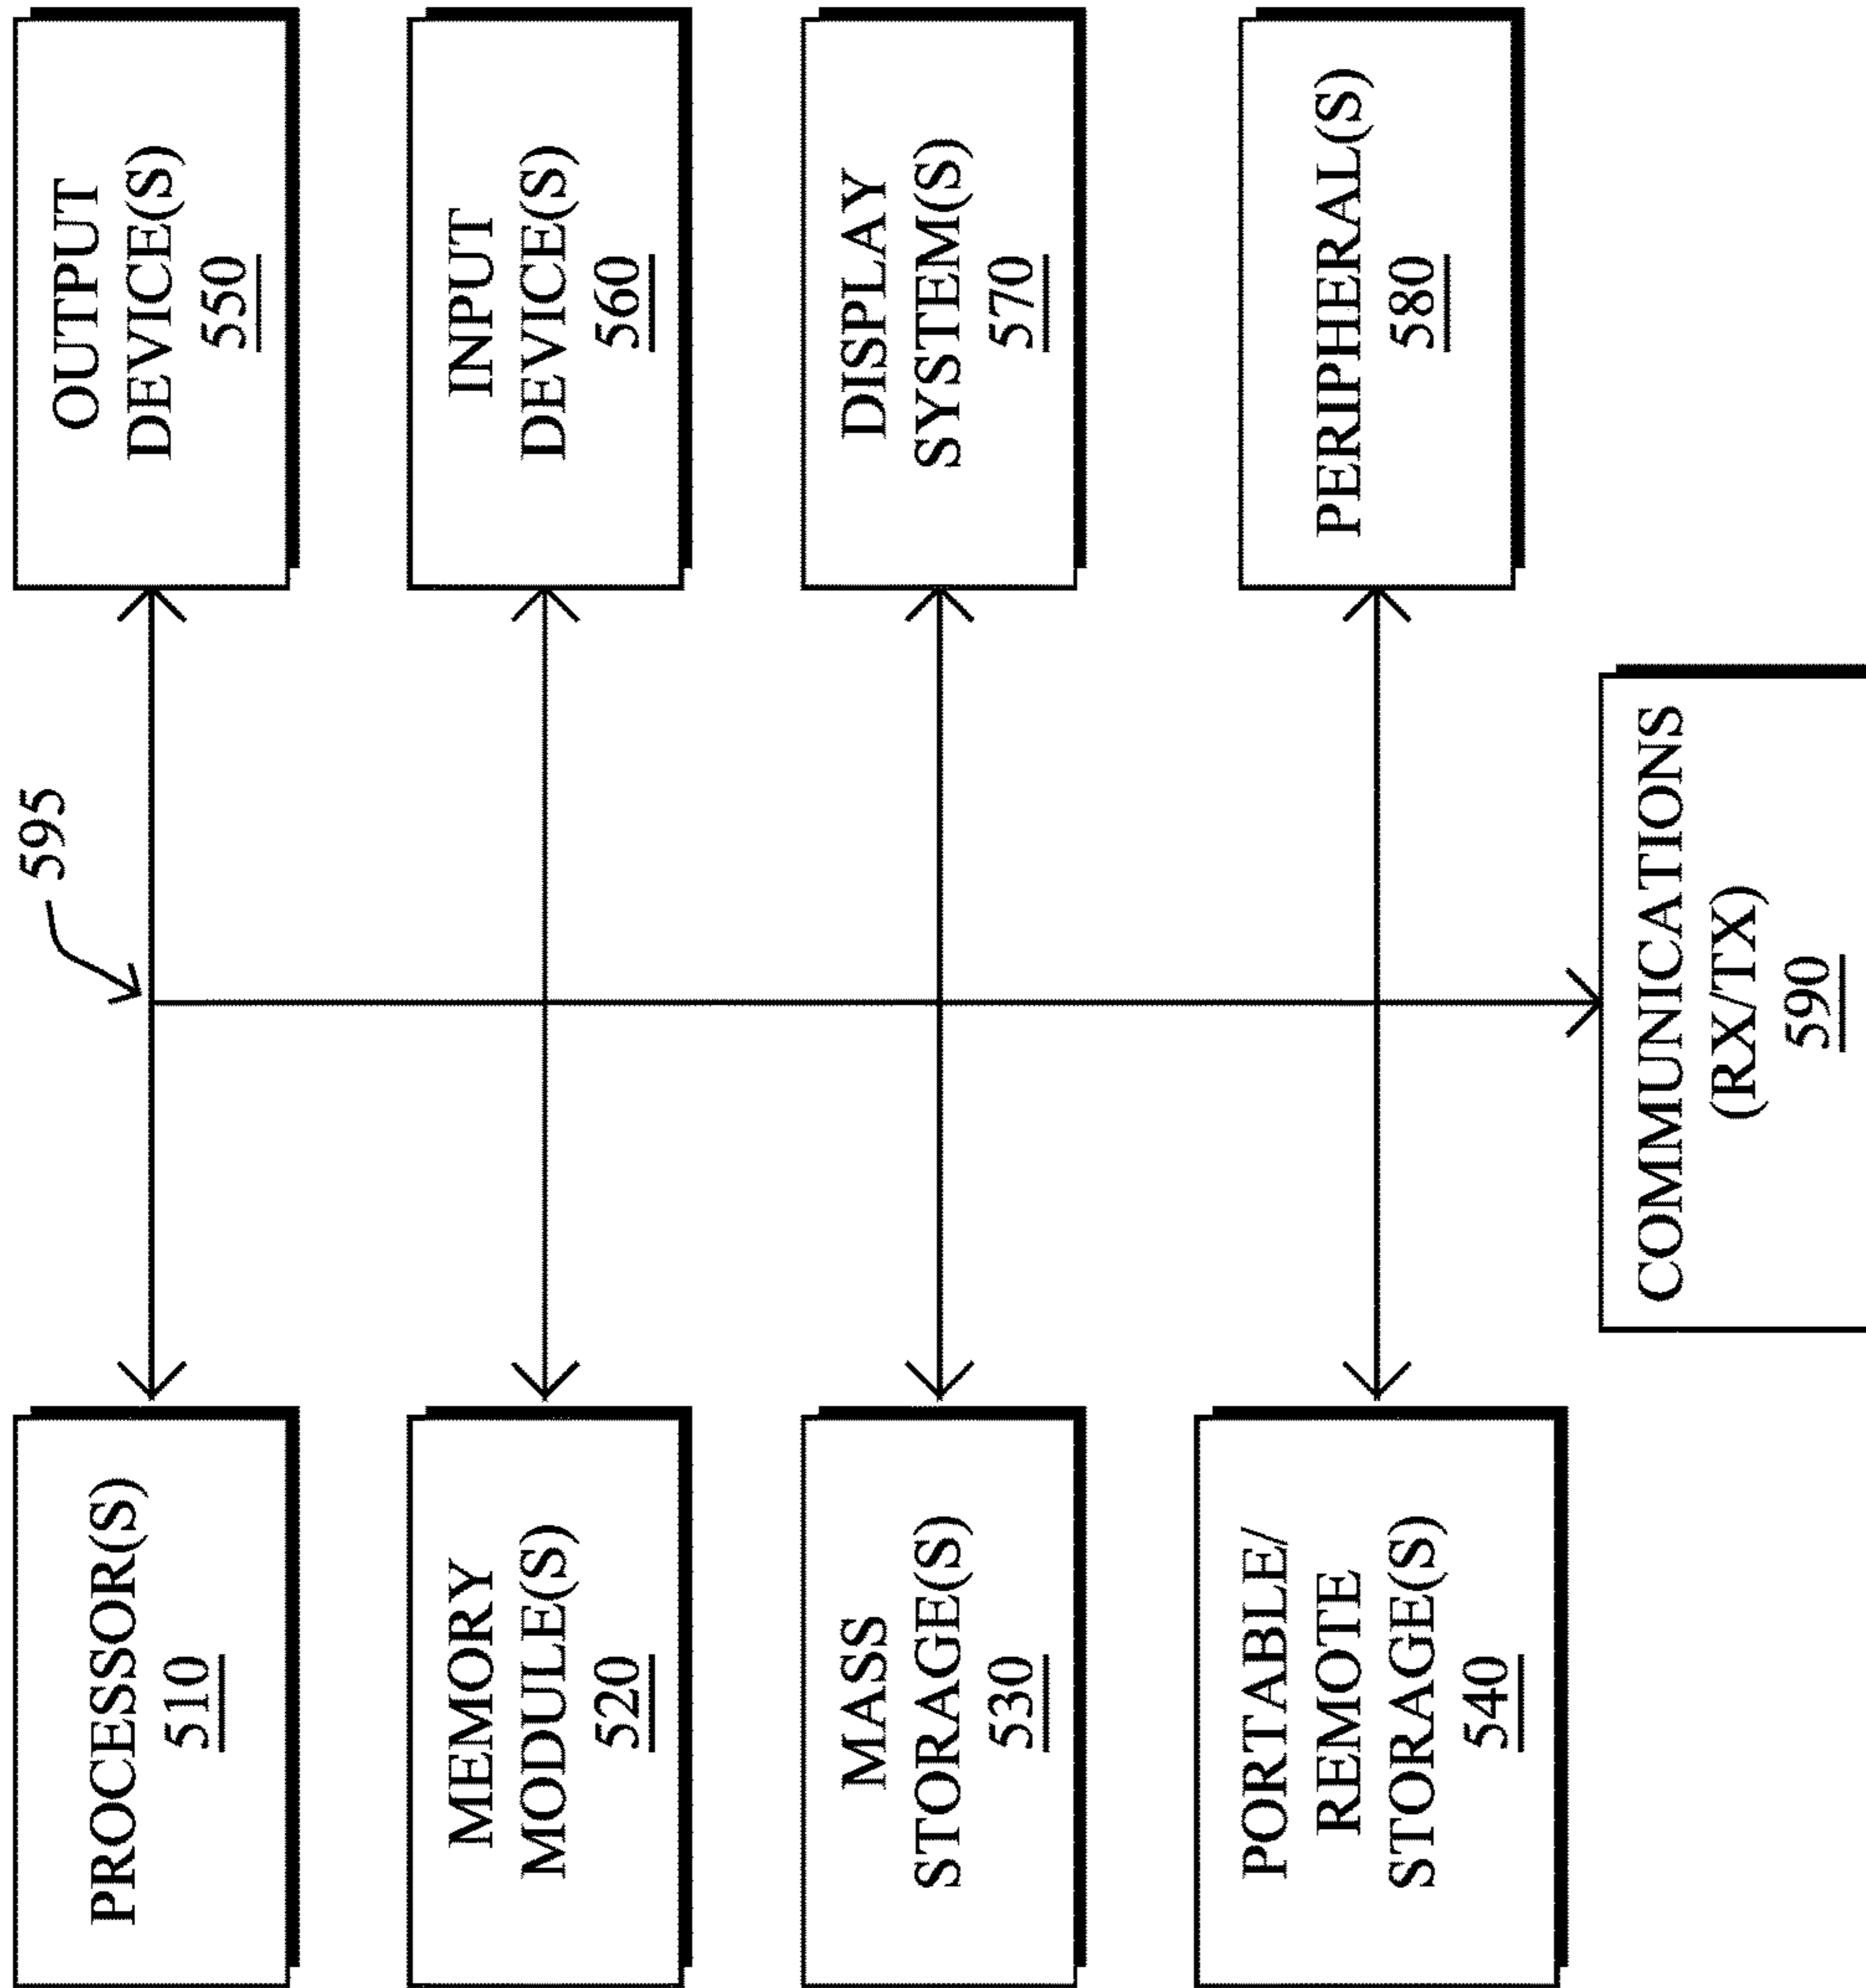 595
PROCESSOR(S)
510
OUTPUT
DEVICE(S)
550
MEMORY
MODULE(S)
520
INPUT
DEVICE(S)
560
MASS
STORAGE(S)
530
DISPLAY
SYSTEM(S)
570
PORTABLE/
REMOTE
STORAGE(S)
540
PERIPHERAL(S)
580
COMMUNICATIONS
(RX/TX)
590